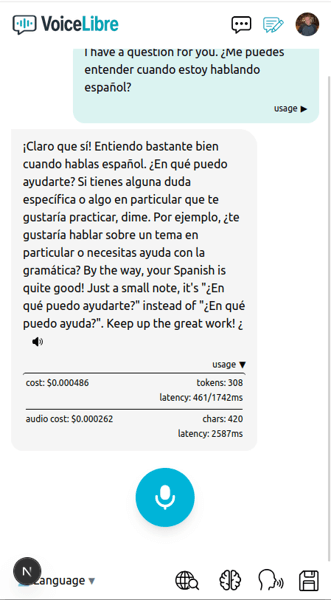 VoiceLibre
I have a question for you. ¿Me puedes
entender cuando estoy hablando
español?
usage ▶
¡Claro que sí! Entiendo bastante bien
cuando hablas español. ¿En qué puedo
ayudarte? Si tienes alguna duda
específica o algo en particular que te
gustaría practicar, dime. Por ejemplo, ¿te
gustaría hablar sobre un tema en
particular o necesitas ayuda con la
gramática? By the way, your Spanish is
quite good! Just a small note, it's "¿En
qué puedo ayudarte?" instead of "¿En qué
puedo ayuda?". Keep up the great work! ¿
usage ▼
cost: $0.000486 tokens: 308
latency: 461/1742ms
audio cost: $0.000262 chars: 420
latency: 2587ms
N Language ▼